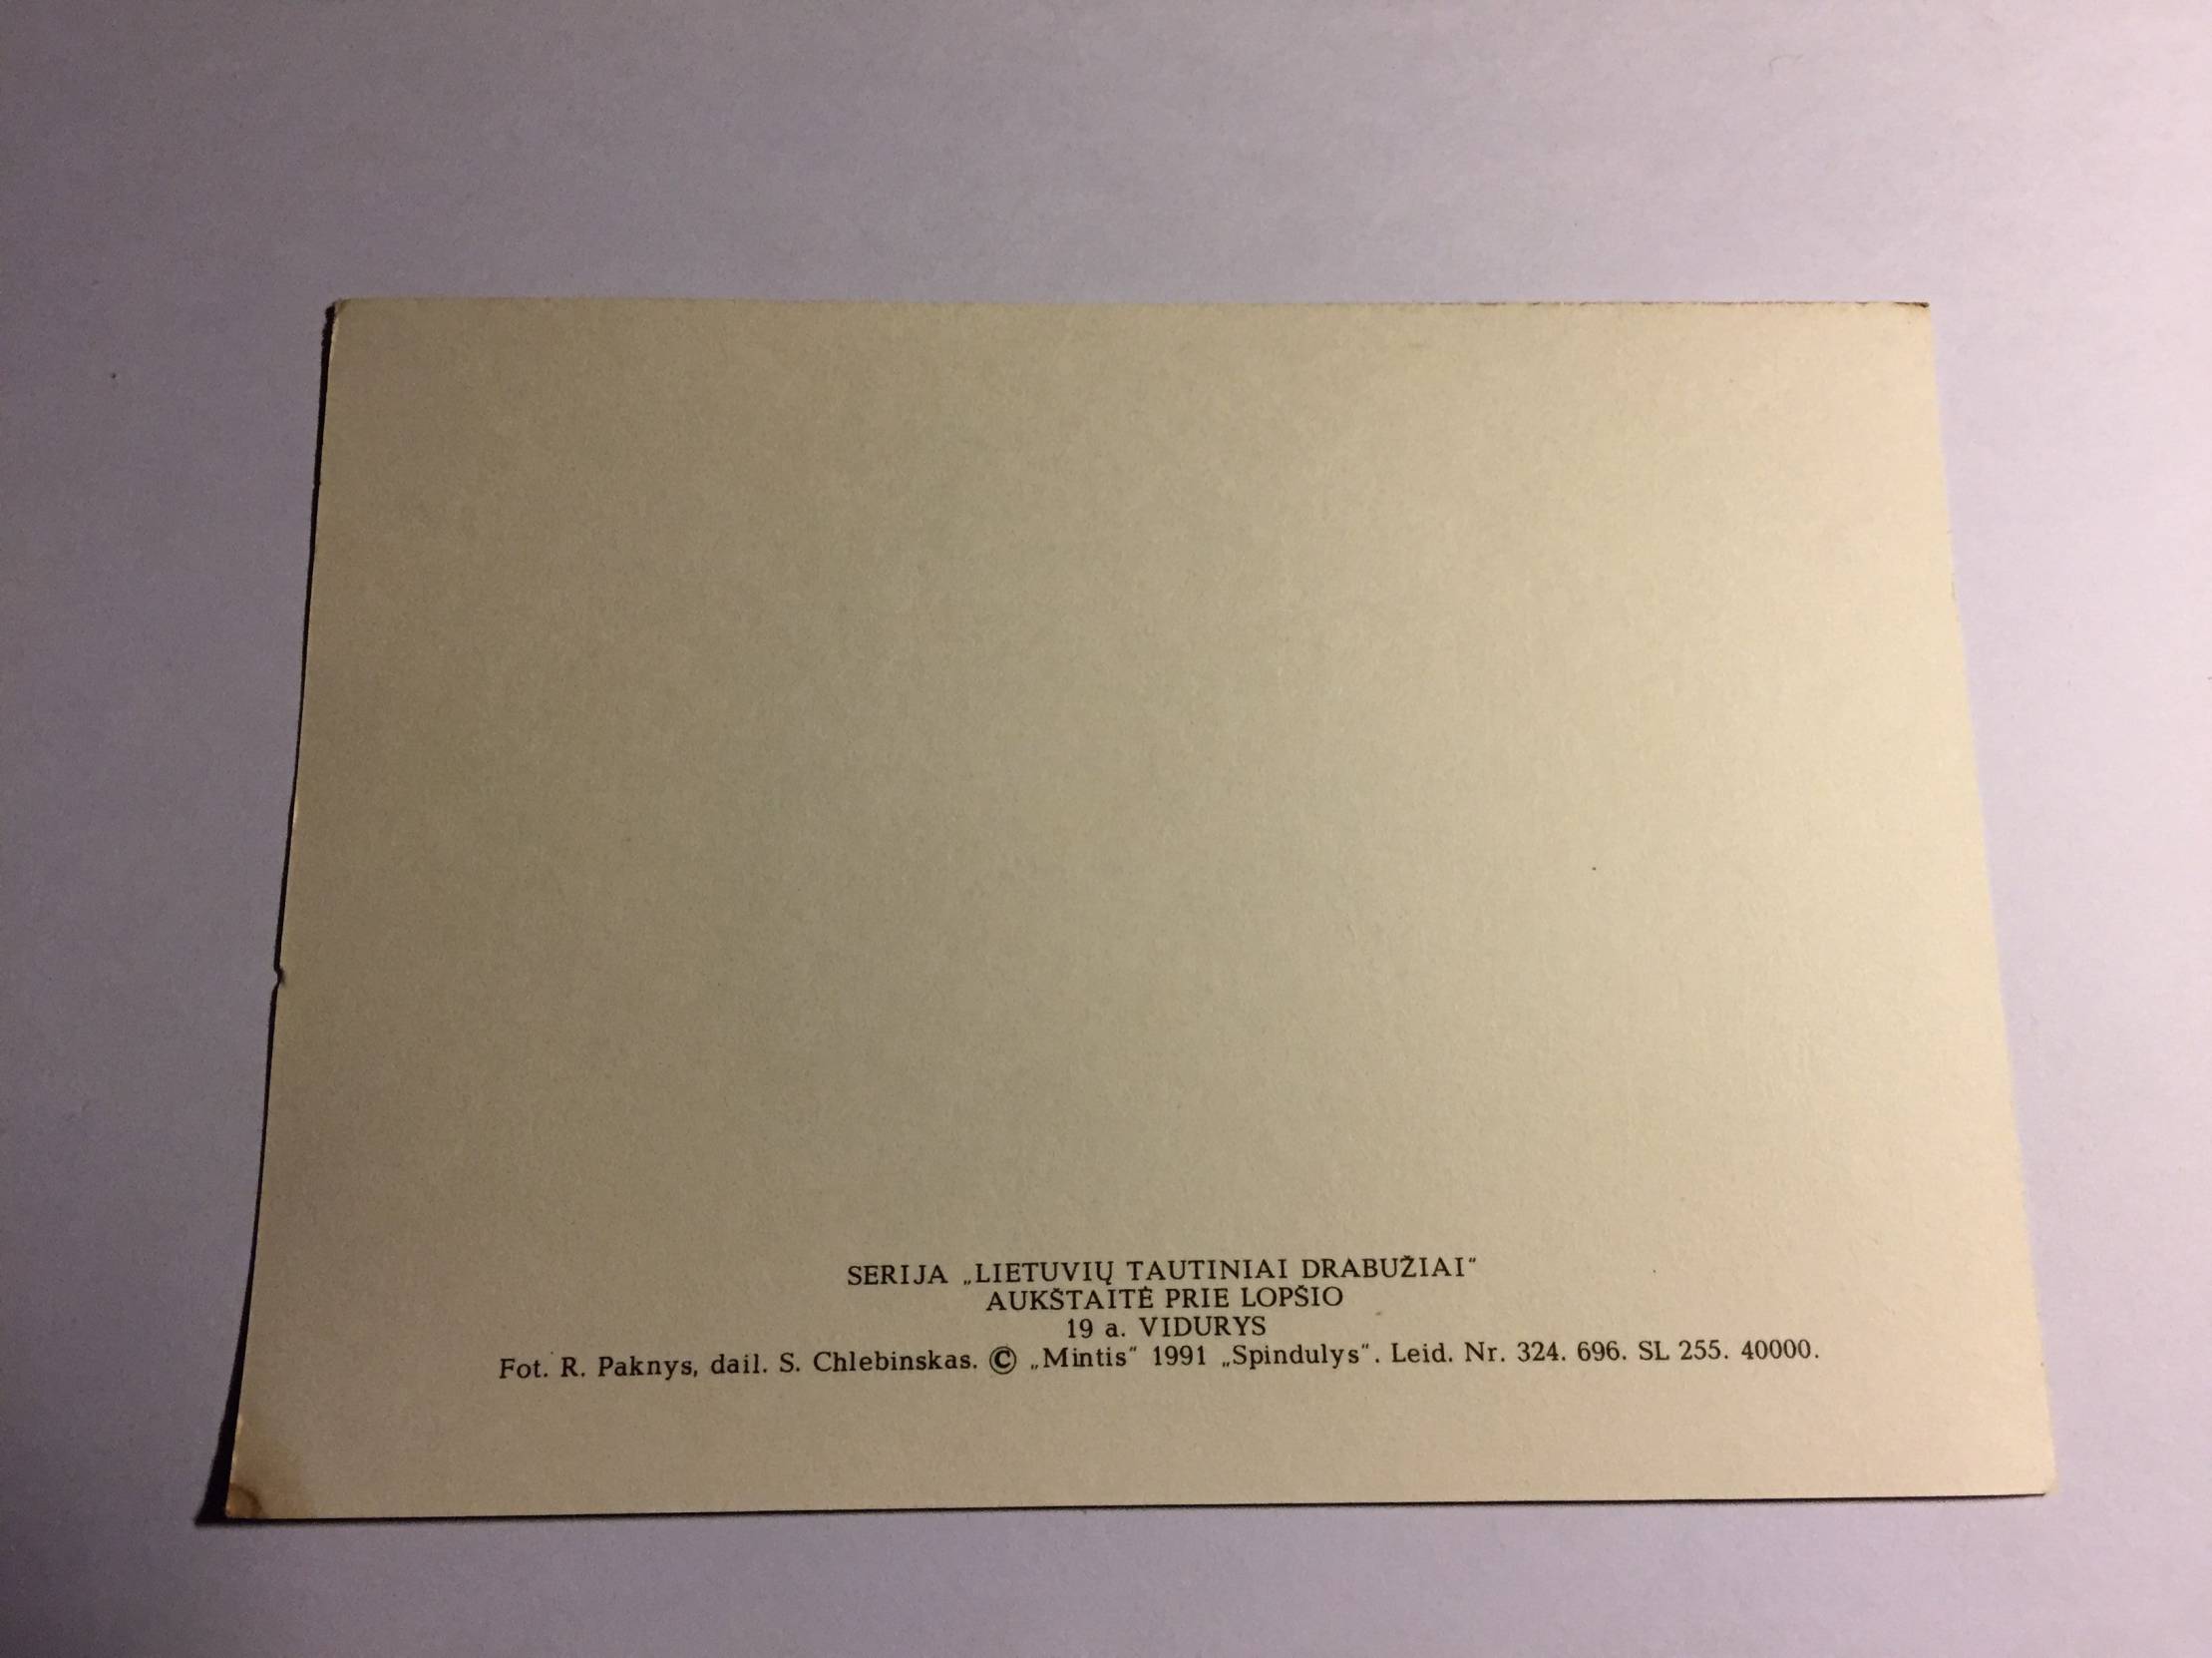 SERIJA „LIETUVIŲ TAUTINIAI DRABUŽIAI“
AUKŠTAITĖ PRIE LOPŠIO
19 a. VIDURYS
Fot. R. Paknys, dail. S. Chlebinskas. © „Mintis“ 1991 „Spindulys“. Leid. Nr. 324. 696. SL 255. 40000.